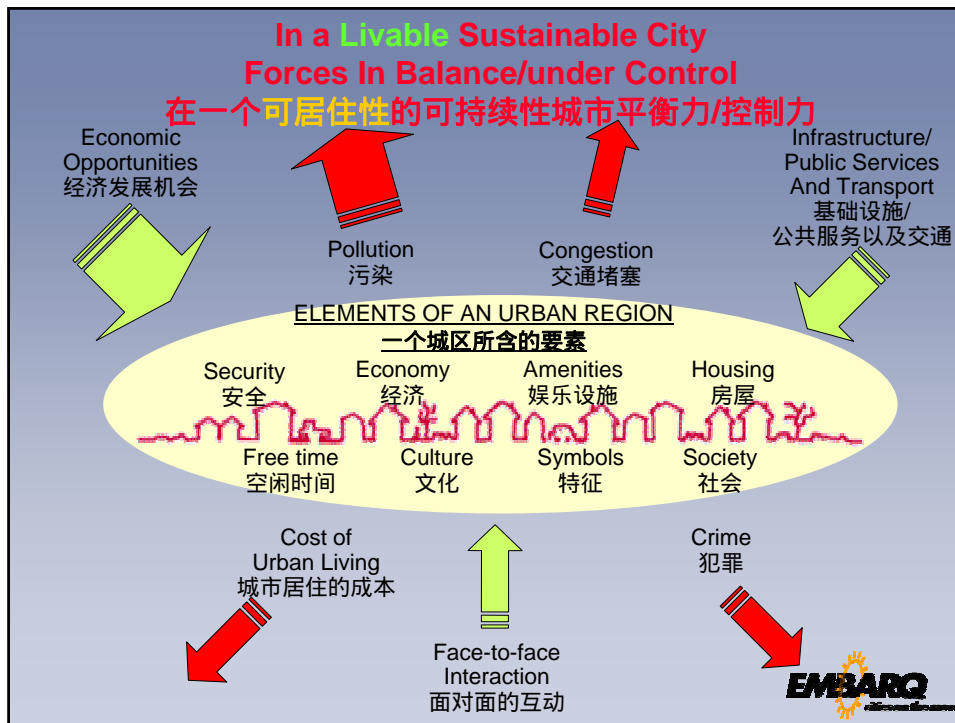 In a Livable Sustainable City
Forces In Balance/under Control
在一个可居住性的可持续性城市平衡力/控制力
Economic
Opportunities
经济发展机会
Infrastructure/
Public Services
And Transport
基础设施/
公共服务以及交通
Pollution
污染
Congestion
交通堵塞
ELEMENTS OF AN URBAN REGION
一个城区所含的要素
Security
安全
Economy
经济
Amenities
娱乐设施
Housing
房屋
Free time
空闲时间
Culture
文化
Symbols
特征
Society
社会
Cost of
Urban Living
城市居住的成本
Crime
犯罪
Face-to-face
Interaction
面对面的互动
EMBARQ